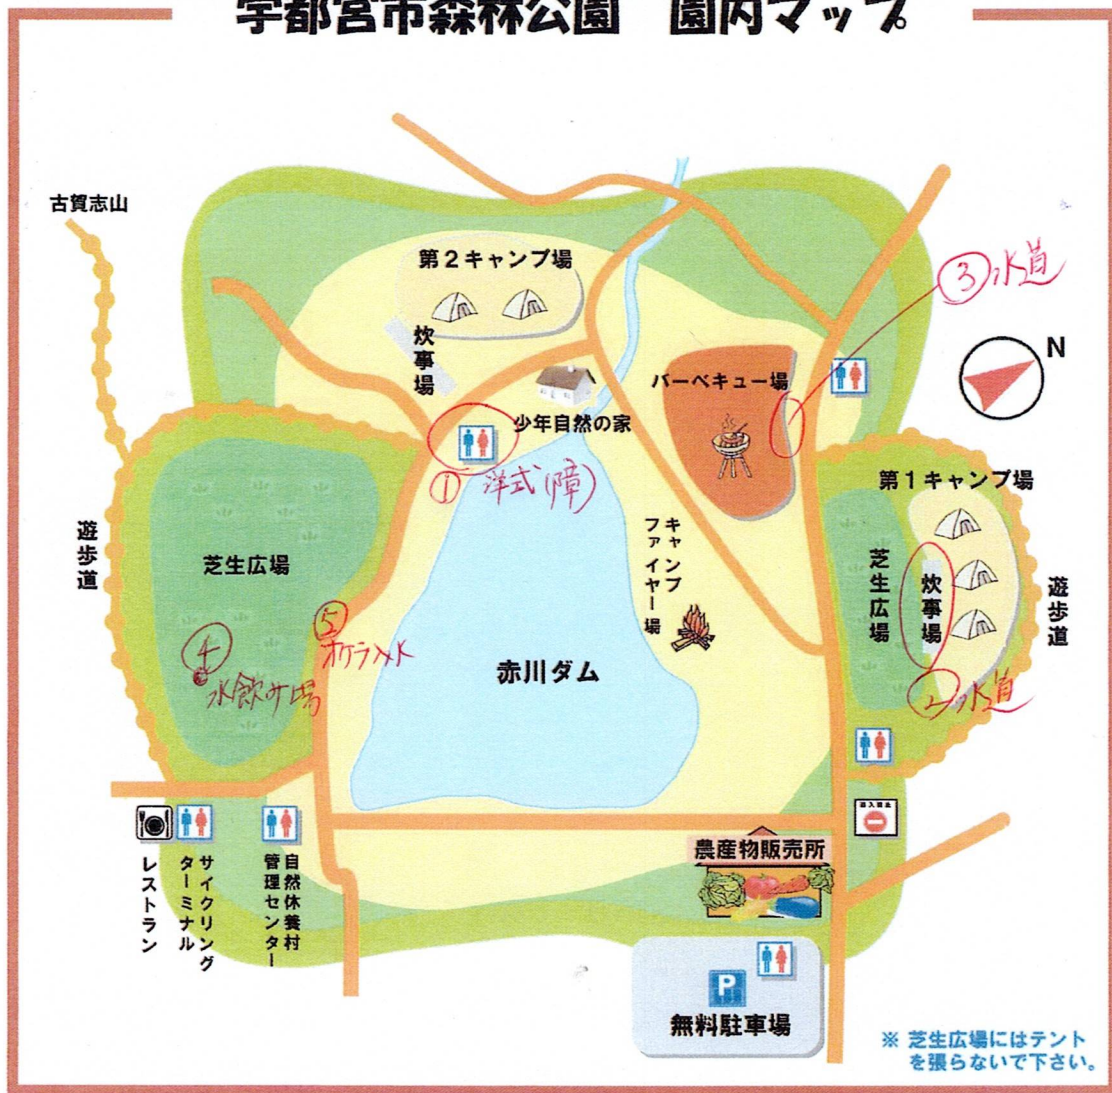 宇都宮市森林公園 園内マップ
古賀志山
第2キャンプ場
③水道
N
炊事場
バーベキュー場
少年自然の家
①
洋式(障)
第1キャンプ場
キャンプ
ファイヤー場
遊歩道
芝生広場
芝生広場
炊事場
遊歩道
⑤
④
水飲み場
赤川ダム
②水道
農産物販売所
レストラン
サイクリング
ターミナル
自然休養村
管理センター
P
無料駐車場
※ 芝生広場にはテント
を張らないで下さい。